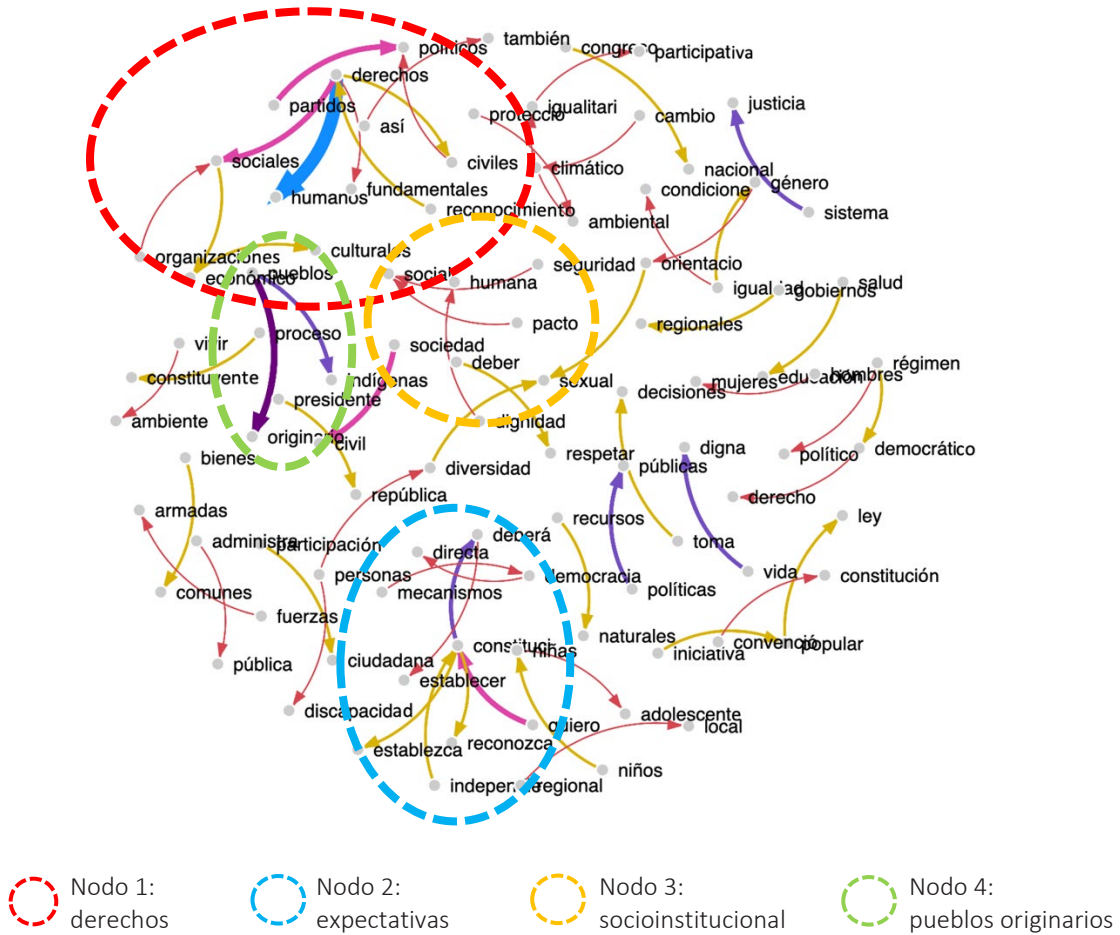 también
políticos
congreso
participativa
derechos
partidos
igualitari
justicia
protecció
cambio
así
sociales
civiles
climático
nacional
género
humanos
fundamentales
condicione
reconocimiento
ambiental
sistema
organizaciones
culturales
económico
pueblos
social
seguridad
orientacio
humana
igualdad
gobiernos
salud
proceso
pacto
regionales
vivir
sociedad
deber
régimen
constituyente
indígenas
sexual
mujeres
educación
hombres
decisiones
presidente
ambiente
originario
civil
dignidad
bienes
respetar
digna
político
democrático
diversidad
públicas
república
derecho
armadas
recursos
ley
administra
participación
deberá
directa
toma
personas
democracia
vida
constitución
comunes
mecanismos
políticas
fuerzas
naturales
convenció
popular
pública
ciudadana
constituci
niñas
iniciativa
establecer
discapacidad
quiero
adolescente
local
establezca
reconozca
niños
regional
Nodo 1:
derechos
Nodo 2:
expectativas
Nodo 3:
socioinstitucional
Nodo 4:
pueblos originarios